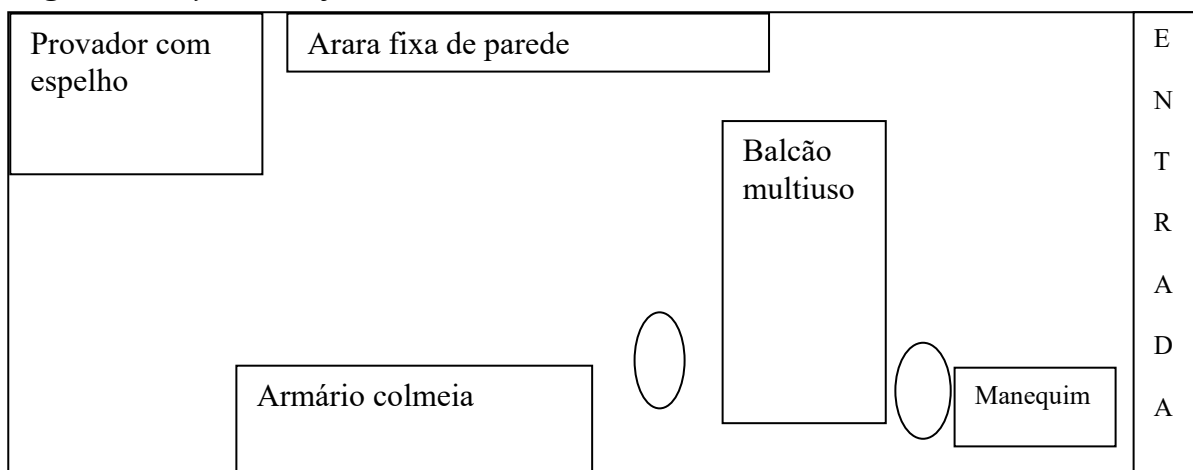 Provador com
espelho
Arara fixa de parede
Balcão
multiuso
Armário colmeia
Manequim
E
N
T
R
A
D
A